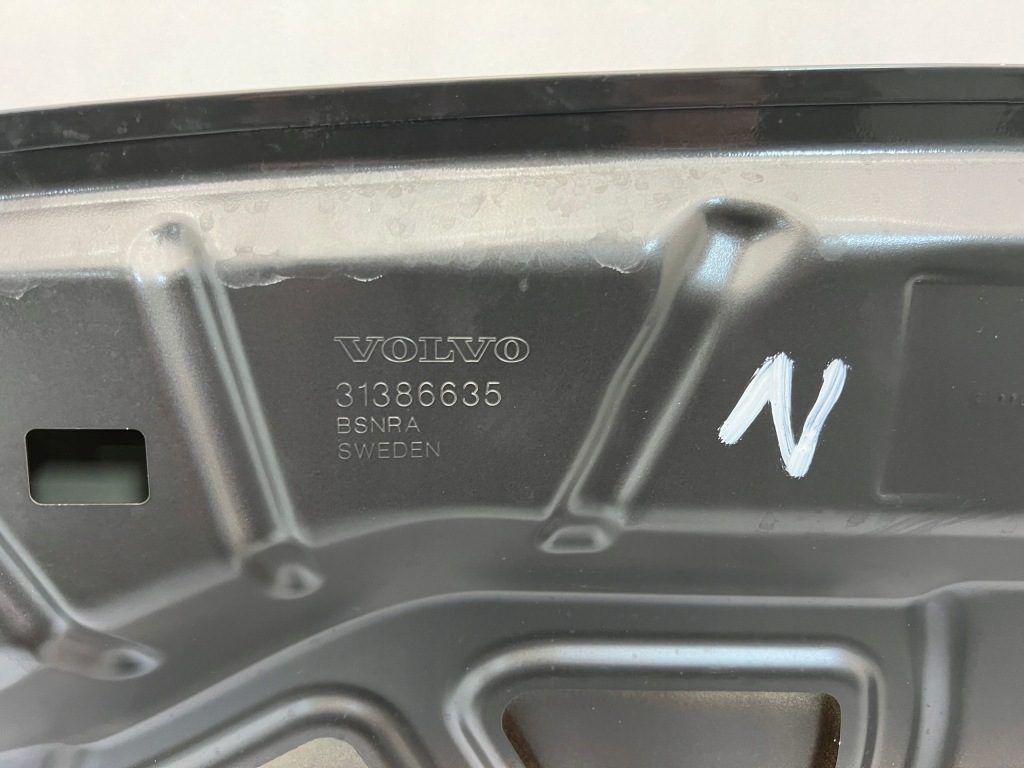 VOLVO
31386635
BSNRA
SWEDEN
N